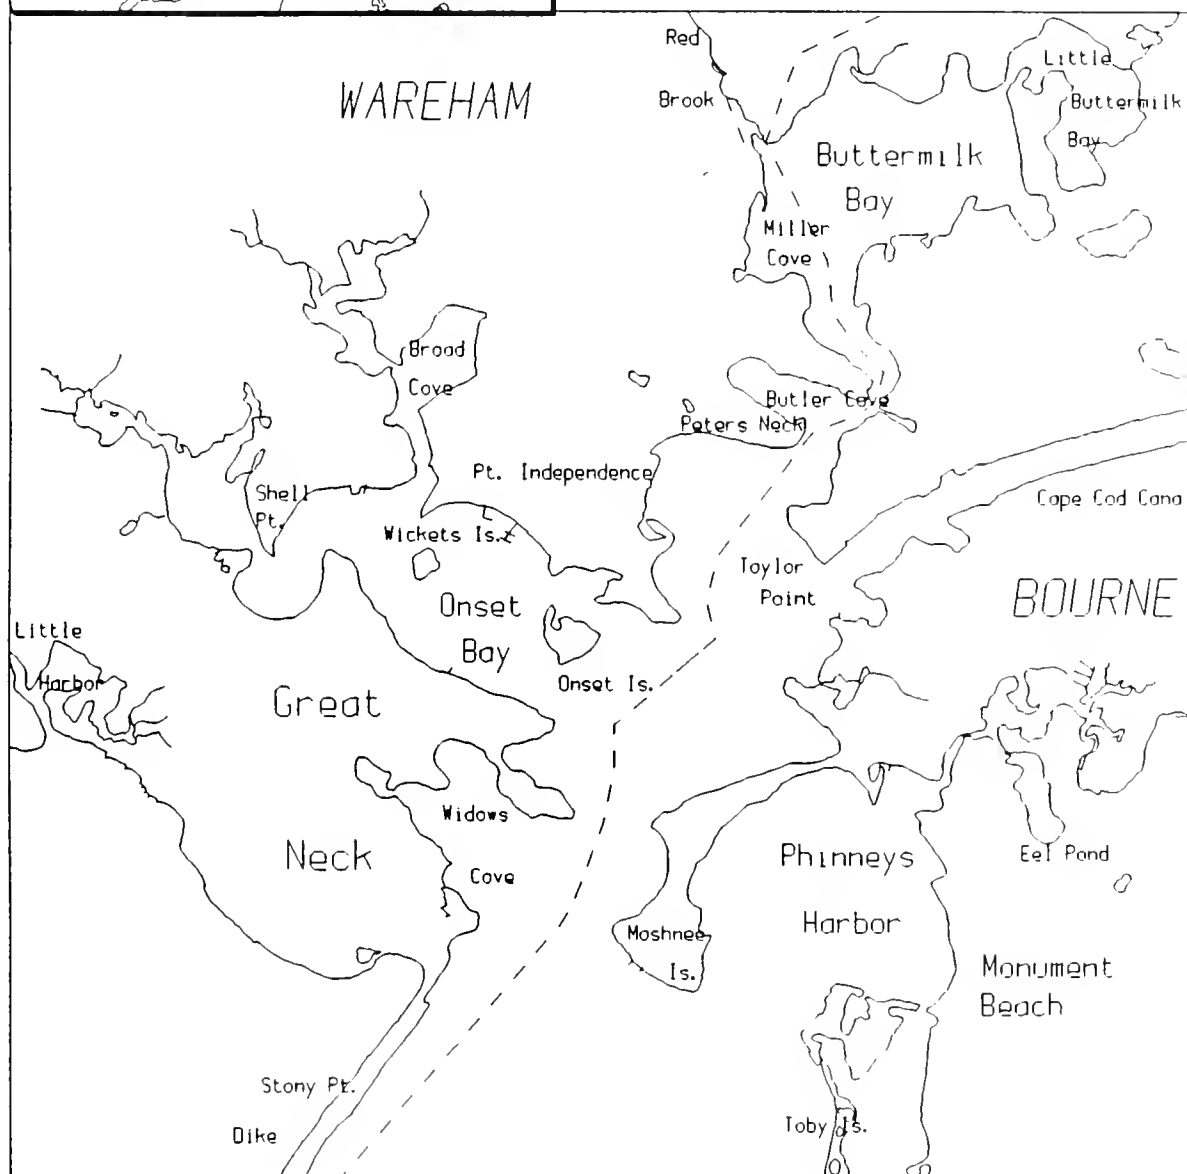 Red
Brook
WAREHAM
Little
Buttermilk
Bay
Buttermilk
Bay
Miller
Cove
Broad
Cove
Butler Cove
Peters Neck
Pt. Independence
Shell
Pt.
Wickets Is.
Cape Cod Cana
Taylor
Point
BOURNE
Onset
Bay
Onset Is.
Little
Harbor
Great
Neck
Widows
Cove
Phinneys
Harbor
Eel Pond
Mashnee
Is.
Monument
Beach
Stony Pt.
Dike
Toby Is.